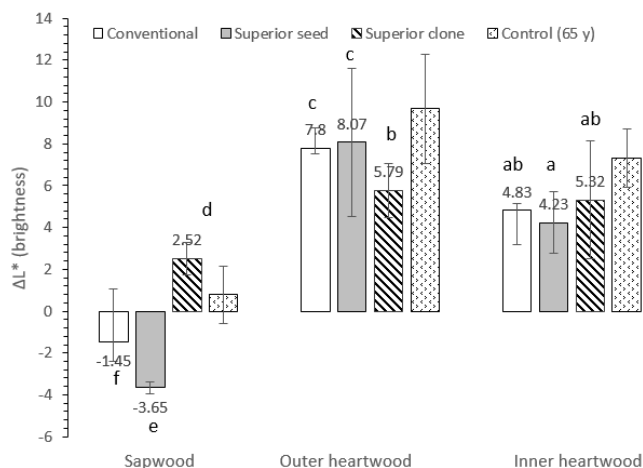 14
Conventional Superior seed Superior clone Control (65 y)
12
c
c
10
b
ab
8
7.8
8.07
ab
a
6
d
5.79
4.83
4.23
5.32
4
2.52
2
0
-2
-1.45
f
-4
-3.65
e
-6
ΔL* (brightness)
Sapwood Outer heartwood Inner heartwood